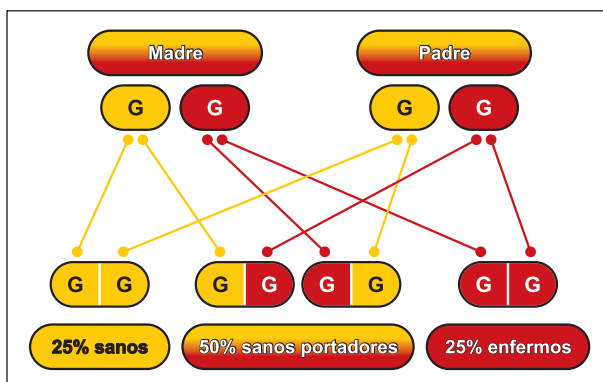 Madre Padre
G G G G
G G G G G G G G
25% sanos 50% sanos portadores 25% enfermos